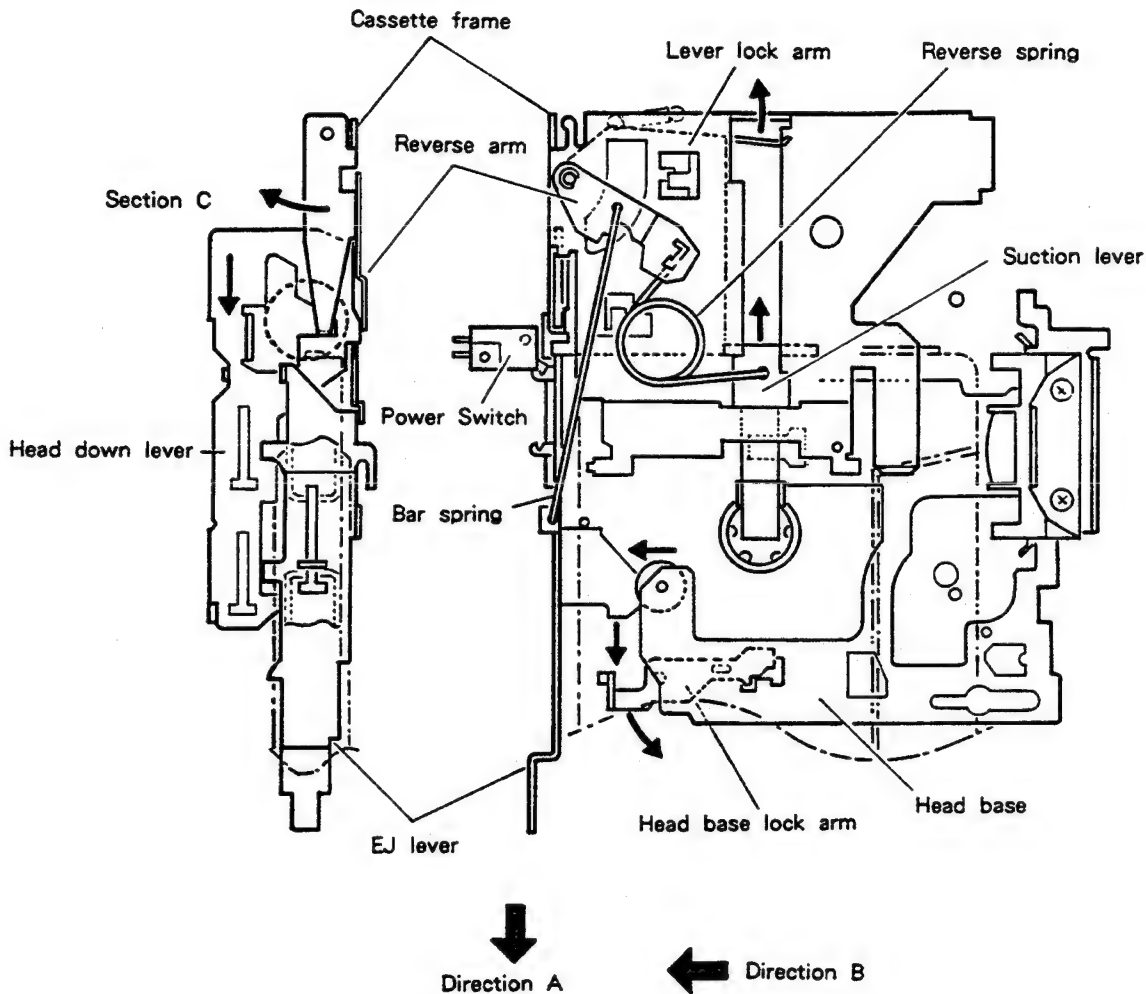 Cassette frame
Lever lock arm
Reverse spring
Reverse arm
Section C
Suction lever
Power Switch
Head down lever
Bar spring
Head base
Head base lock arm
EJ lever
Direction A
Direction B